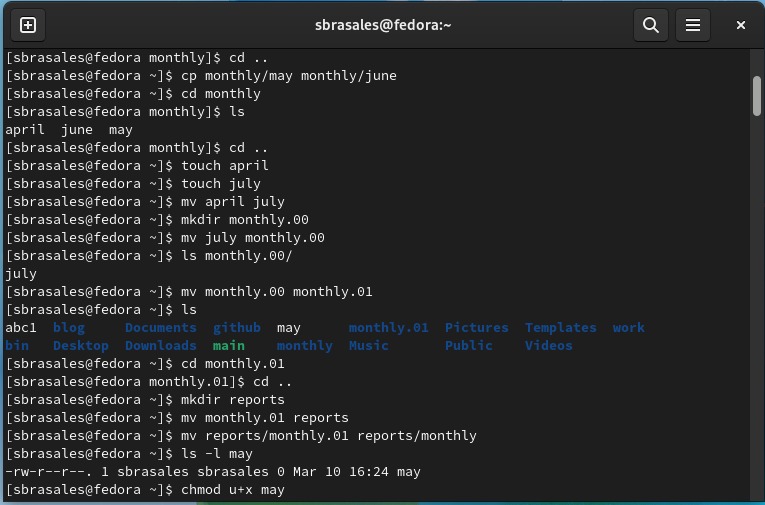 sbrasales@fedora:~
[sbrasales@fedora monthly]$ cd ..
[sbrasales@fedora ~]$ cp monthly/may monthly/june
[sbrasales@fedora ~]$ cd monthly
[sbrasales@fedora monthly]$ ls
april  june  may
[sbrasales@fedora monthly]$ cd ..
[sbrasales@fedora ~]$ touch april
[sbrasales@fedora ~]$ touch july
[sbrasales@fedora ~]$ mv april july
[sbrasales@fedora ~]$ mkdir monthly.00
[sbrasales@fedora ~]$ mv july monthly.00
[sbrasales@fedora ~]$ ls monthly.00/
july
[sbrasales@fedora ~]$ mv monthly.00 monthly.01
[sbrasales@fedora ~]$ ls
abc1  blog     Documents  github  may      monthly.01  Pictures  Templates  work
bin   Desktop  Downloads  main    monthly  Music       Public    Videos
[sbrasales@fedora ~]$ cd monthly.01
[sbrasales@fedora monthly.01]$ cd ..
[sbrasales@fedora ~]$ mkdir reports
[sbrasales@fedora ~]$ mv monthly.01 reports
[sbrasales@fedora ~]$ mv reports/monthly.01 reports/monthly
[sbrasales@fedora ~]$ ls -l may
-rw-r--r--. 1 sbrasales sbrasales 0 Mar 10 16:24 may
[sbrasales@fedora ~]$ chmod u+x may